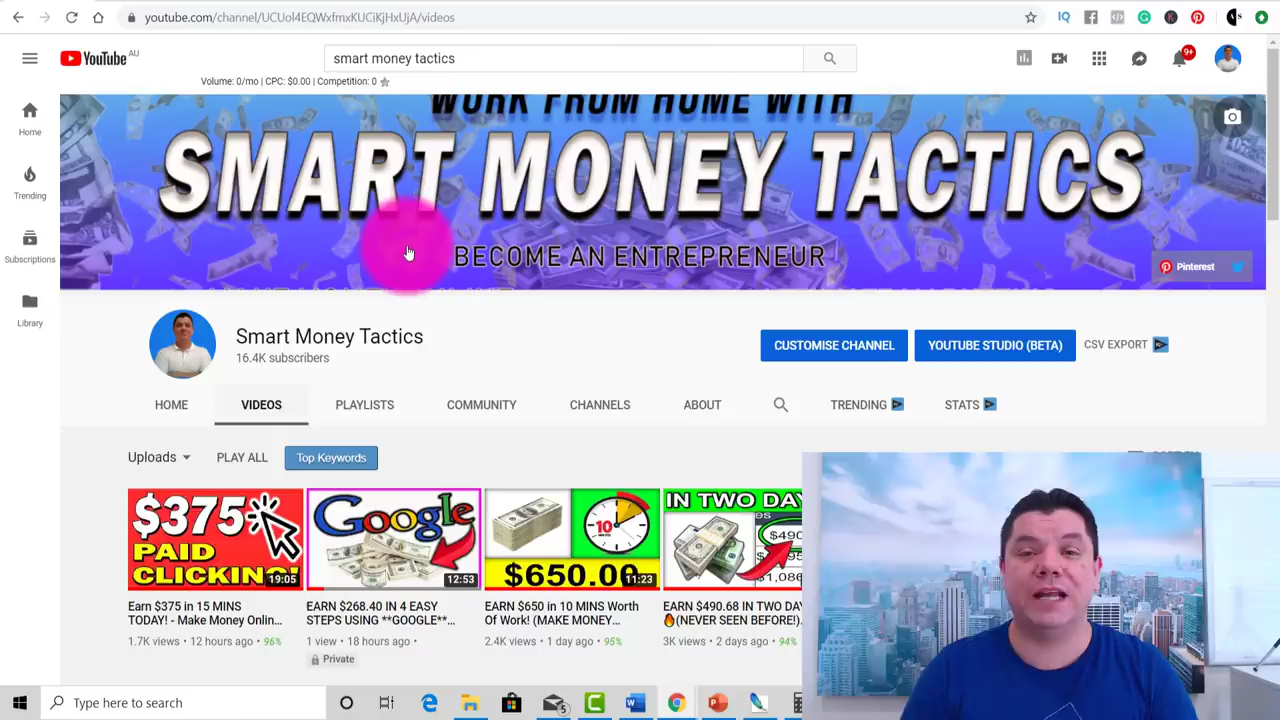 youtube.com/channel/UCUol4EQWxfmxKUCiKjHxUjA/videos
YouTube AU
smart money tactics
9+
Volume: 0/mo | CPC: $0.00 | Competition: 0
Home
Trending
Subscriptions
Library
WORK FROM HOME WITH
SMART MONEY TACTICS
BECOME AN ENTREPRENEUR
Pinterest
Smart Money Tactics
16.4K subscribers
CUSTOMISE CHANNEL
YOUTUBE STUDIO (BETA)
CSV EXPORT
HOME VIDEOS PLAYLISTS COMMUNITY CHANNELS ABOUT TRENDING STATS
Uploads PLAY ALL Top Keywords
$375
PAID
CLICKING!
19:05
Google
12:53
10
$650.00
11:23
IN TWO DAY
$490
Earn $375 in 15 MINS
TODAY! - Make Money Onlin...
1.7K views • 12 hours ago • 96%
EARN $268.40 IN 4 EASY
STEPS USING **GOOGLE**...
1 view • 18 hours ago
Private
EARN $650 in 10 MINS Worth
Of Work! (MAKE MONEY...
2.4K views • 1 day ago • 95%
EARN $490.68 IN TWO DA
(NEVER SEEN BEFORE!)
3K views • 2 days ago • 94%
Type here to search
5